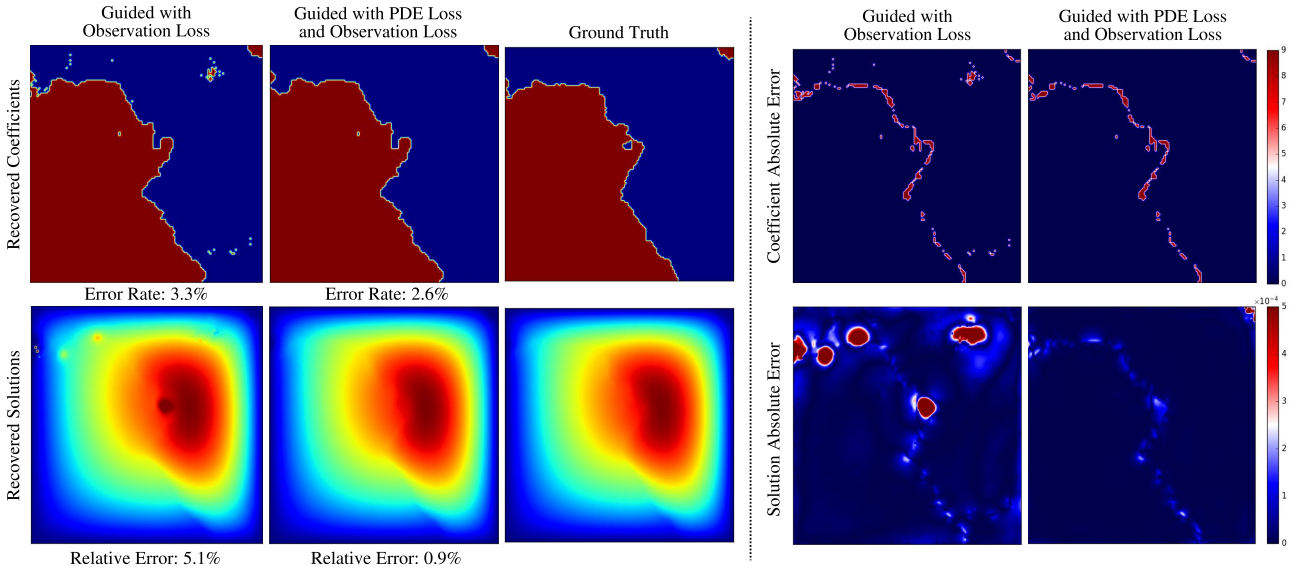 Guided with
Observation Loss
Guided with PDE Loss
and Observation Loss
Ground Truth
Guided with
Observation Loss
Guided with PDE Loss
and Observation Loss
Recovered Coefficients
Error Rate: 3.3%
Error Rate: 2.6%
Coefficient Absolute Error
9
8
7
6
5
4
3
2
1
0
Recovered Solutions
Relative Error: 5.1%
Relative Error: 0.9%
Solution Absolute Error
×10⁻⁴
5
4
3
2
1
0